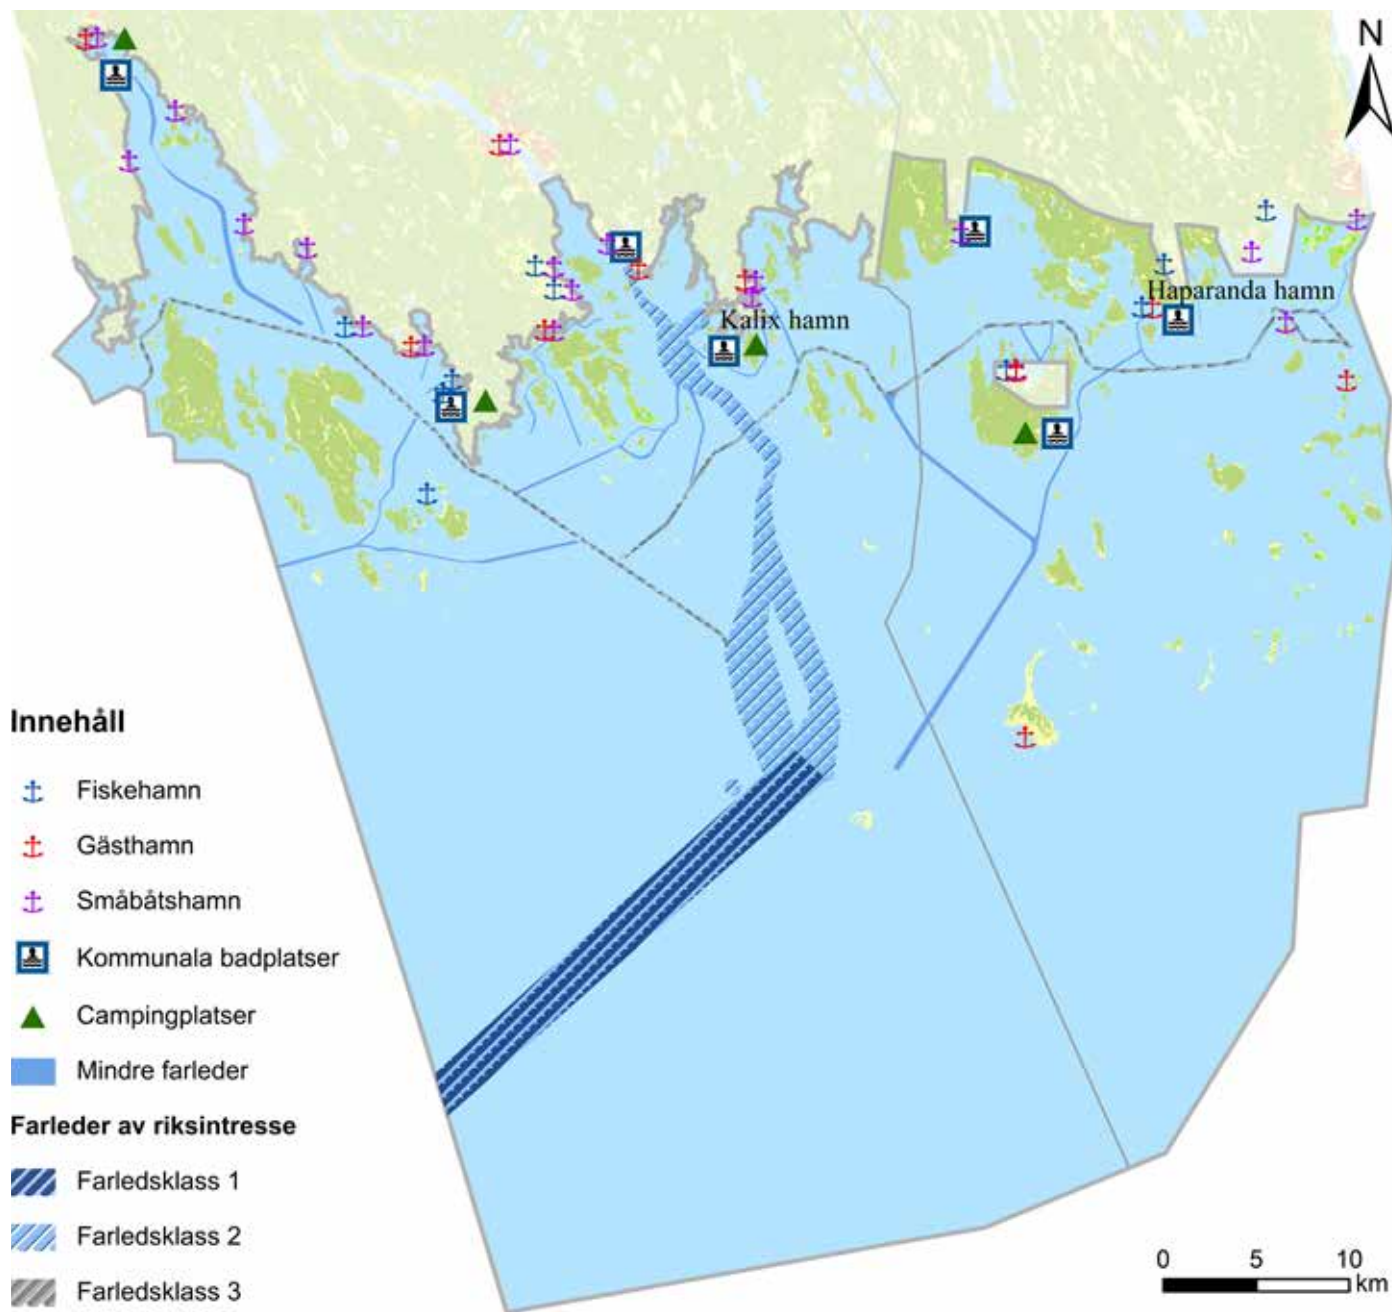 N
Haparanda hamn
Kalix hamn
Innehåll
Fiskehamn
Gästhamn
Småbåtshamn
Kommunala badplatser
Campingplatser
Mindre farleder
Farleder av riksintresse
Farledsklass 1
Farledsklass 2
Farledsklass 3
0 5 10
km